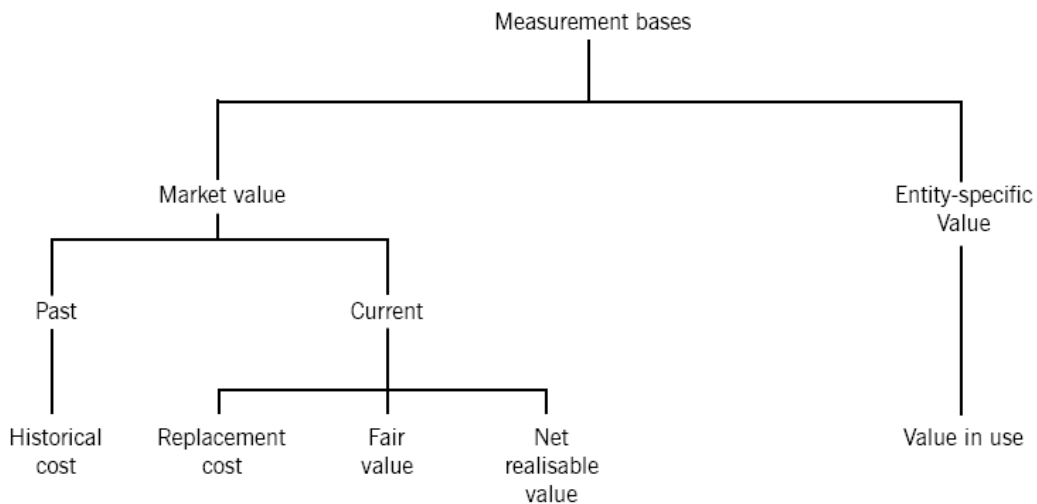 Measurement bases
Market value
Entity-specific
Value
Past
Current
Historical
cost
Replacement
cost
Fair
value
Net
realisable
value
Value in use